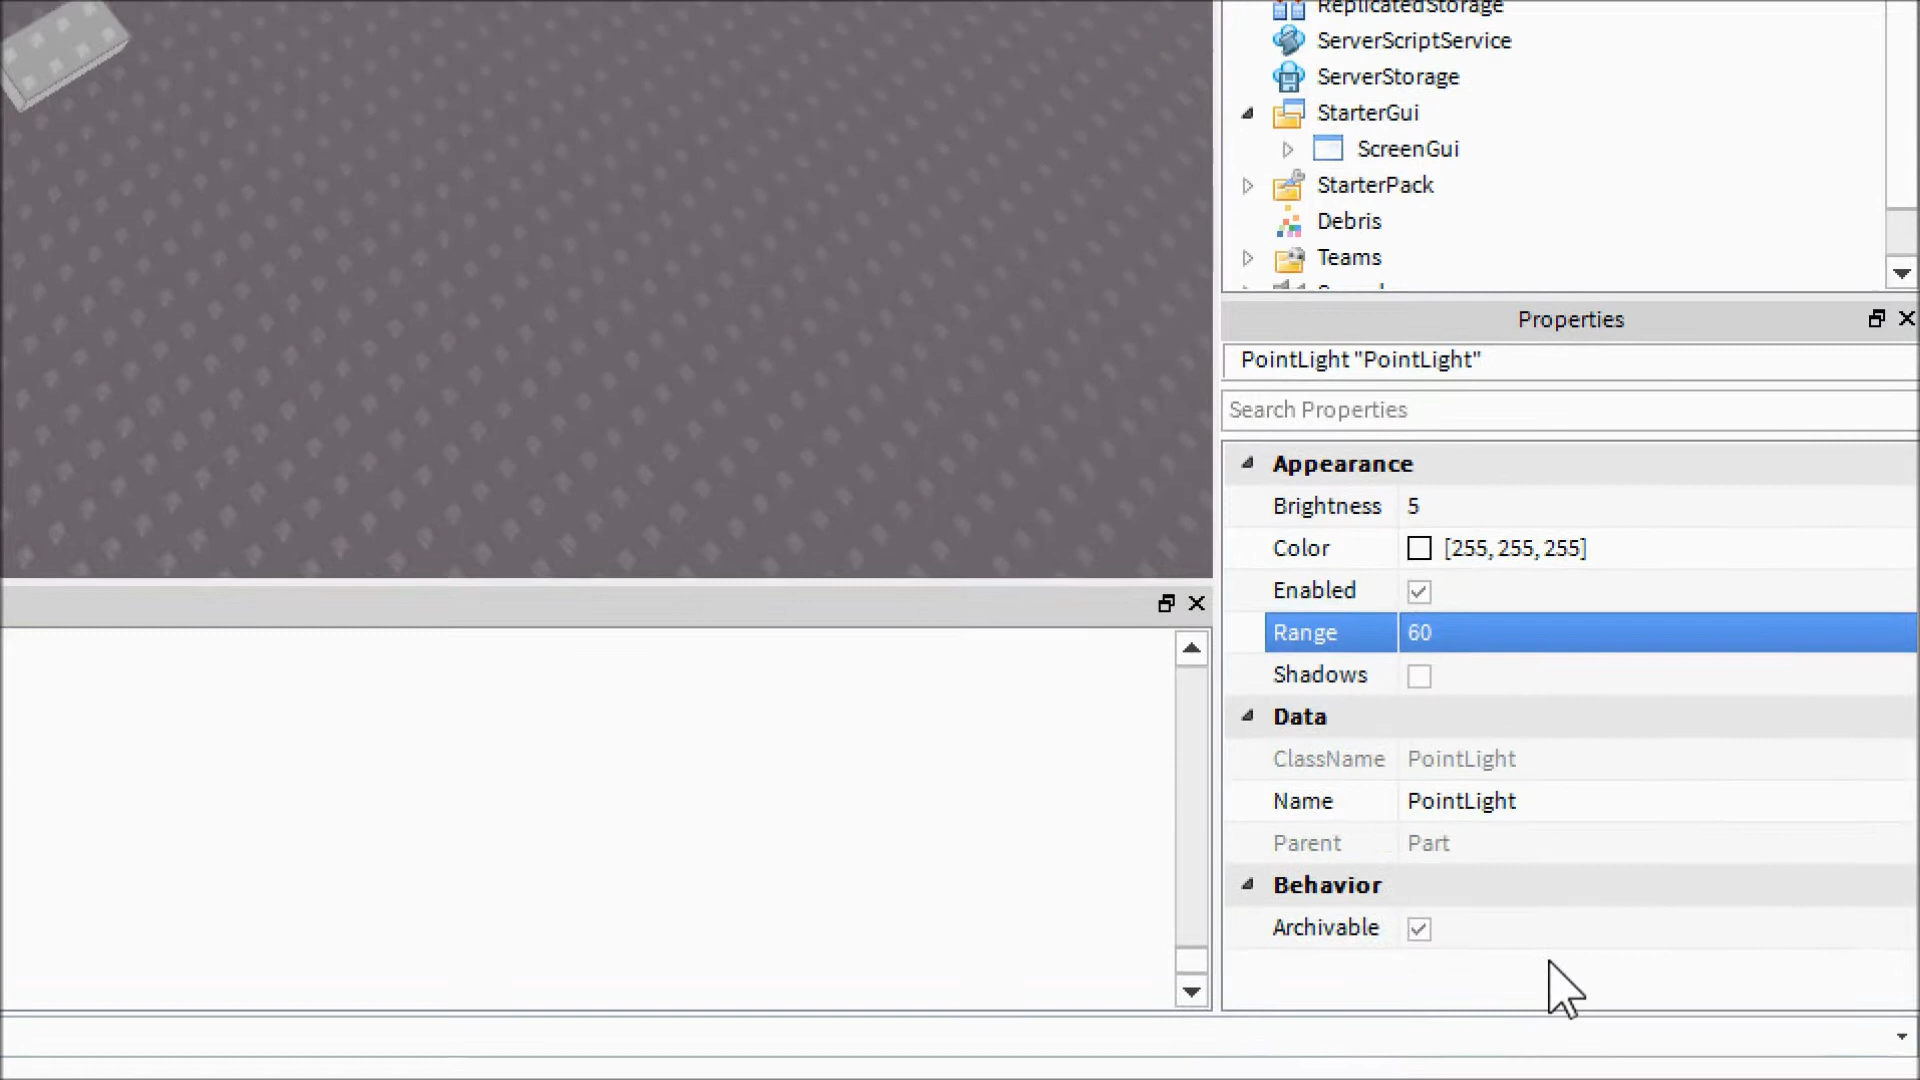 ReplicatedStorage
ServerScriptService
ServerStorage
StarterGui
ScreenGui
StarterPack
Debris
Teams
Properties
PointLight "PointLight"
Search Properties
Appearance
Brightness 5
Color [255, 255, 255]
Enabled
Range 60
Shadows
Data
ClassName PointLight
Name PointLight
Parent Part
Behavior
Archivable